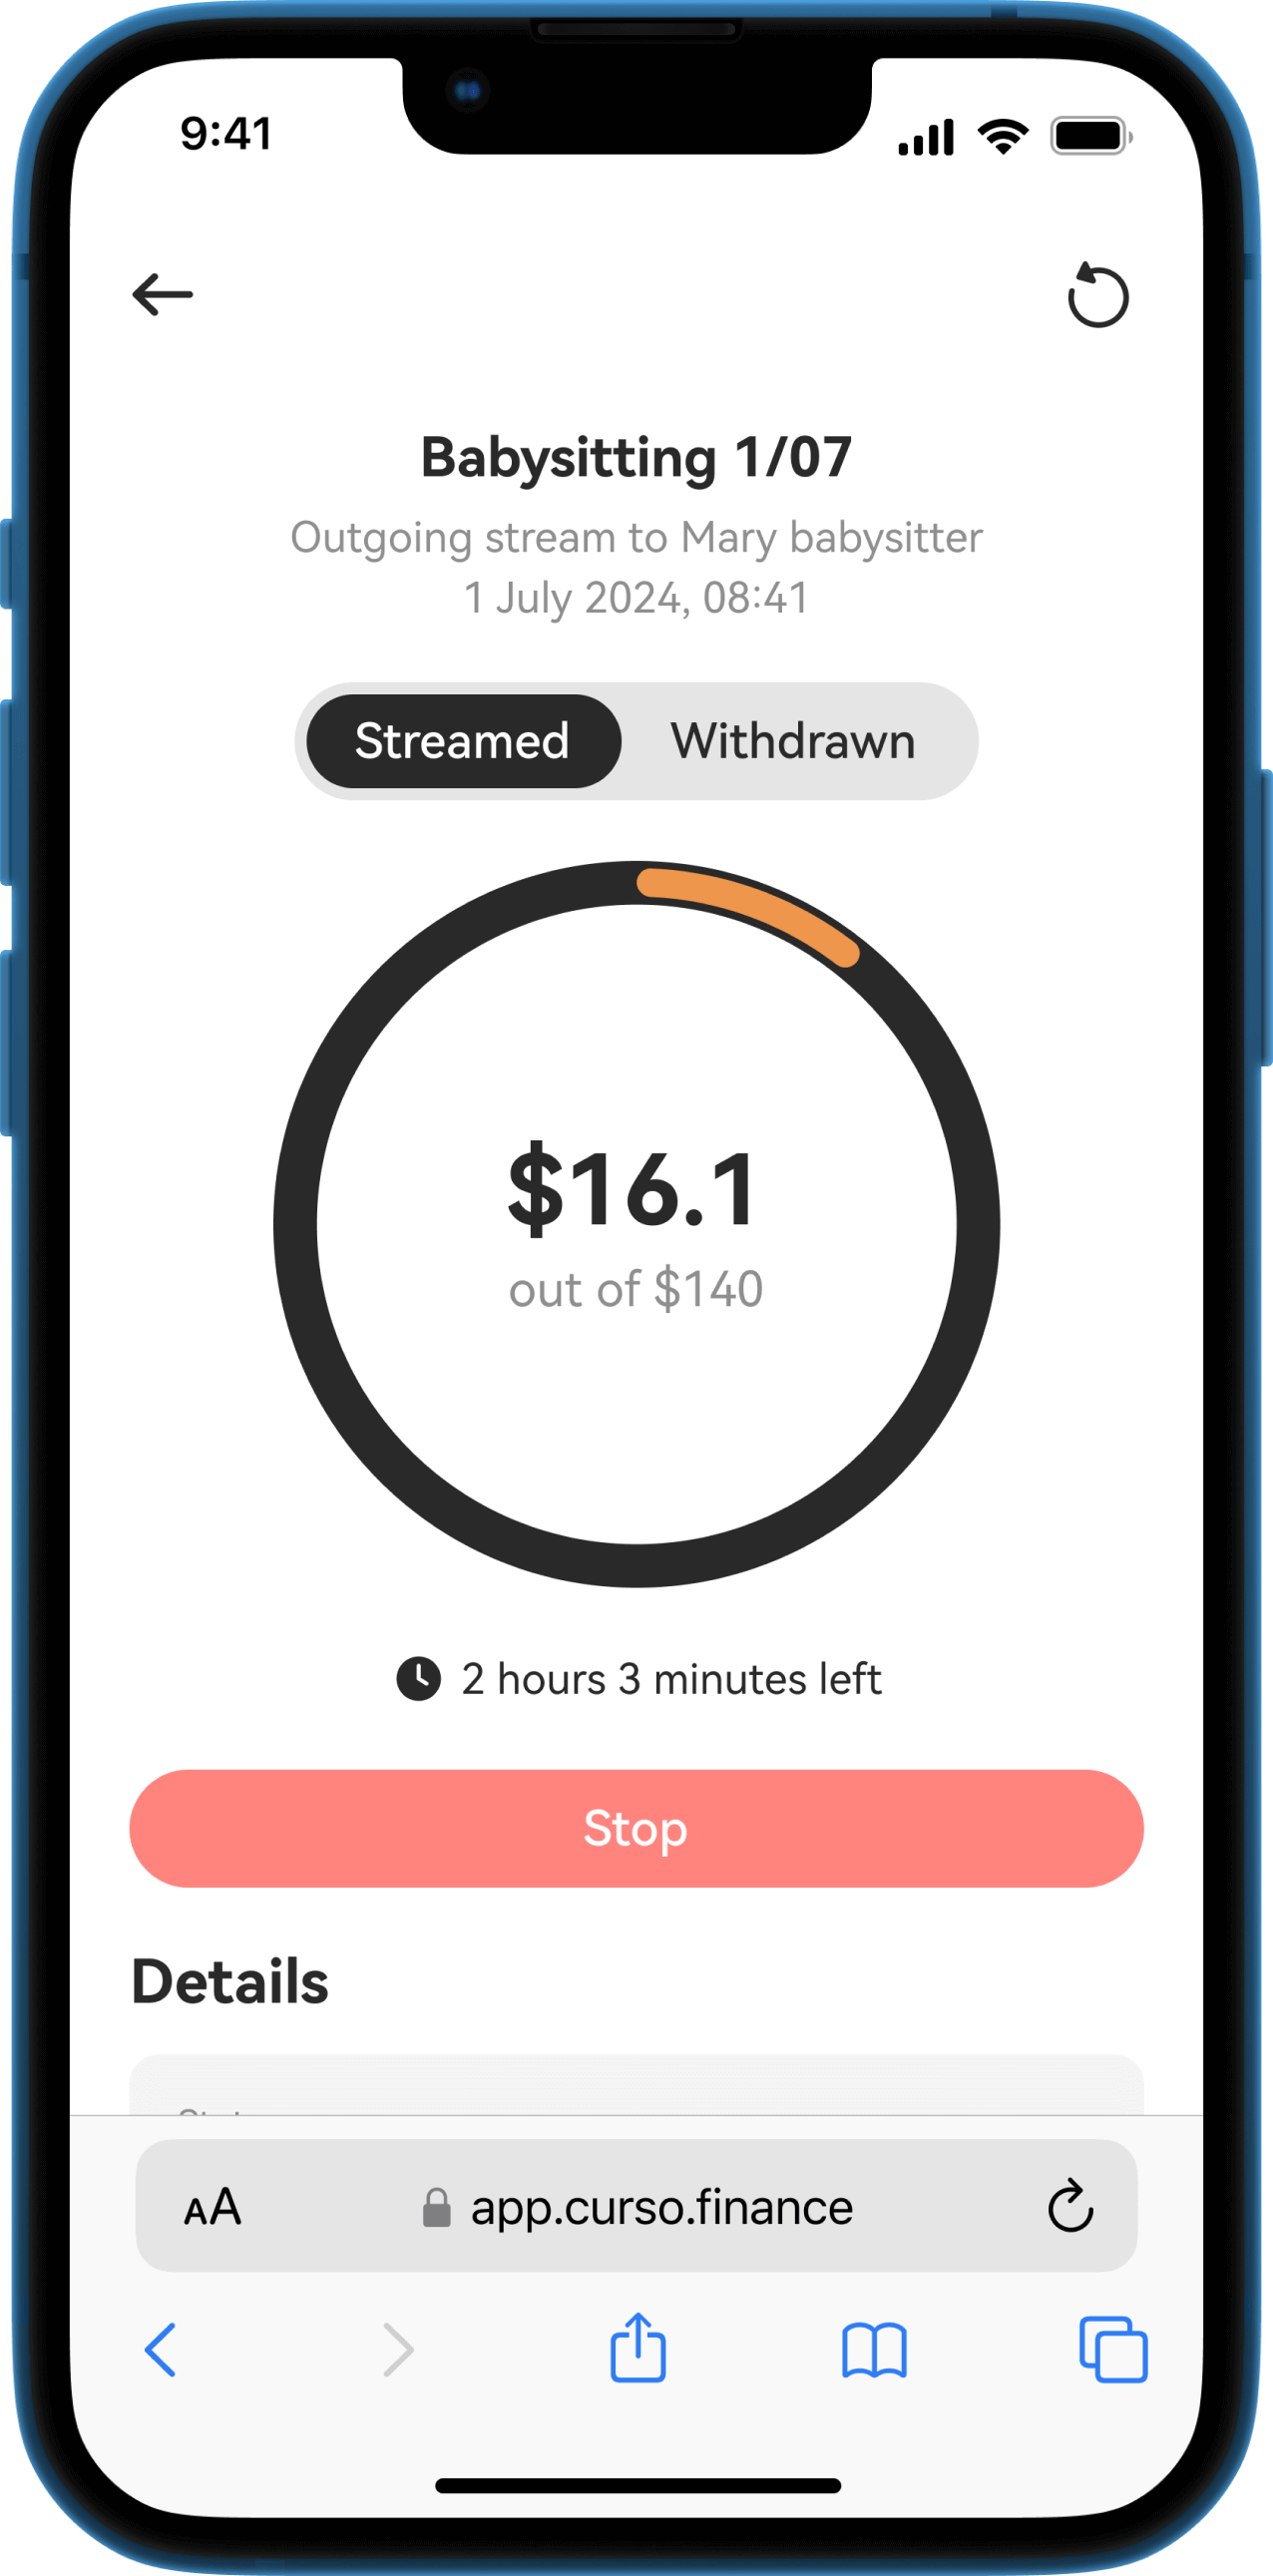 9:41
Babysitting 1/07
Outgoing stream to Mary babysitter
1 July 2024, 08:41
Streamed Withdrawn
$16.1
out of $140
2 hours 3 minutes left
Stop
Details
AA app.curso.finance